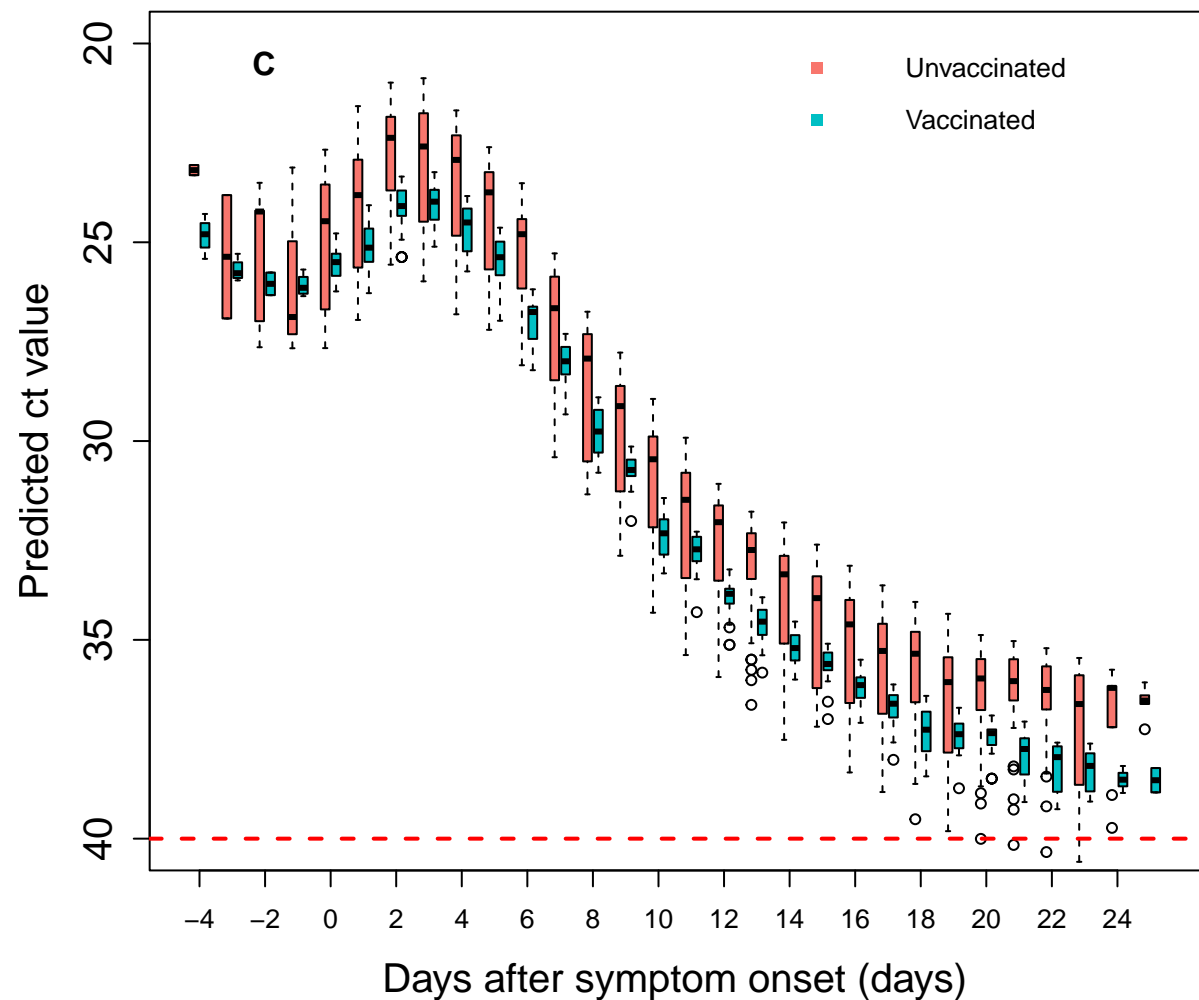 C
Unvaccinated
Vaccinated
Predicted ct value
20
25
30
35
40
−4 −2 0 2 4 6 8 10 12 14 16 18 20 22 24
Days after symptom onset (days)